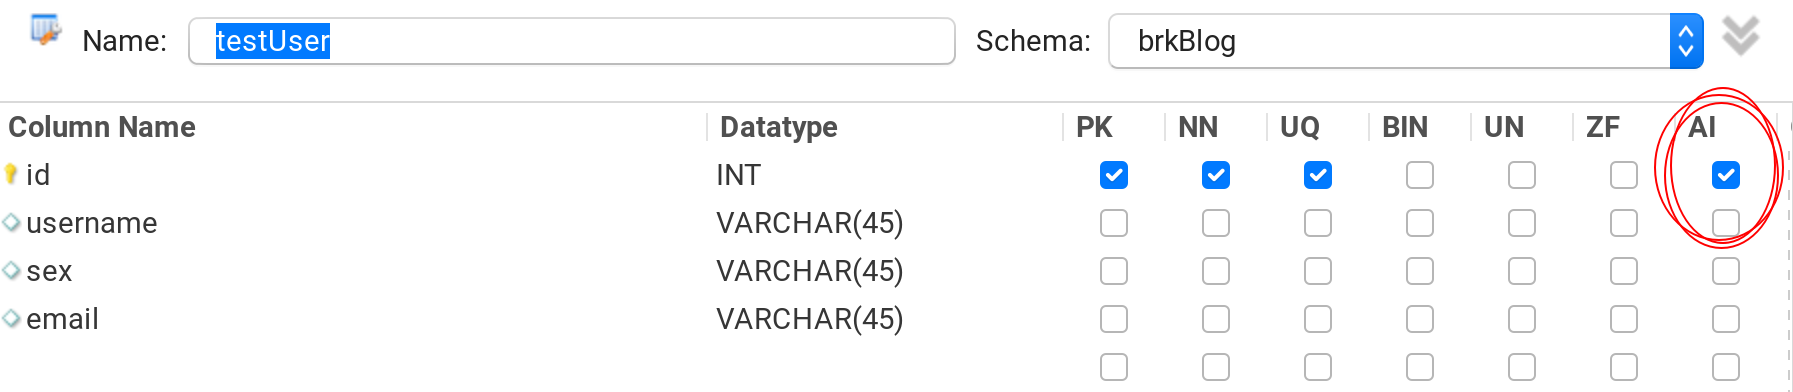 Name: testUser Schema: brkBlog
Column Name Datatype PK NN UQ BIN UN ZF AI
id INT
username VARCHAR(45)
sex VARCHAR(45)
email VARCHAR(45)